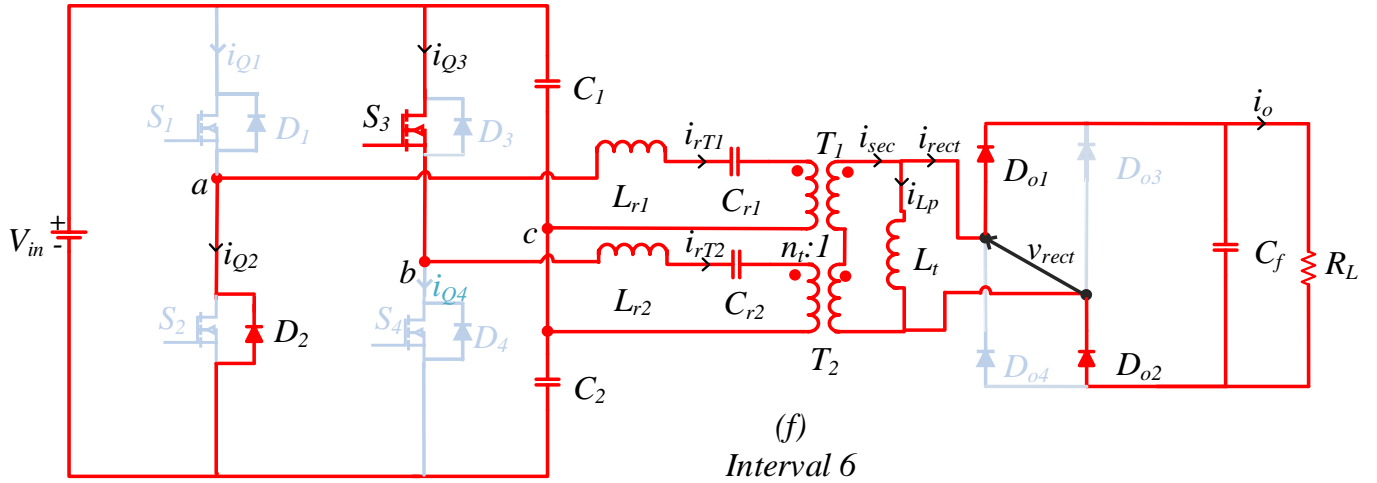 i_Q1
i_Q3
S_1
D_1
S_3
D_3
C_1
i_rT1
T_1
i_sec
i_rect
i_o
D_o1
D_o3
a
L_r1
C_r1
i_Lp
V_in
+
-
i_Q2
c
i_rT2
n_t:1
L_t
v_rect
C_f
R_L
b
i_Q4
L_r2
C_r2
S_2
D_2
S_4
D_4
T_2
D_o4
D_o2
C_2
(f)
Interval 6